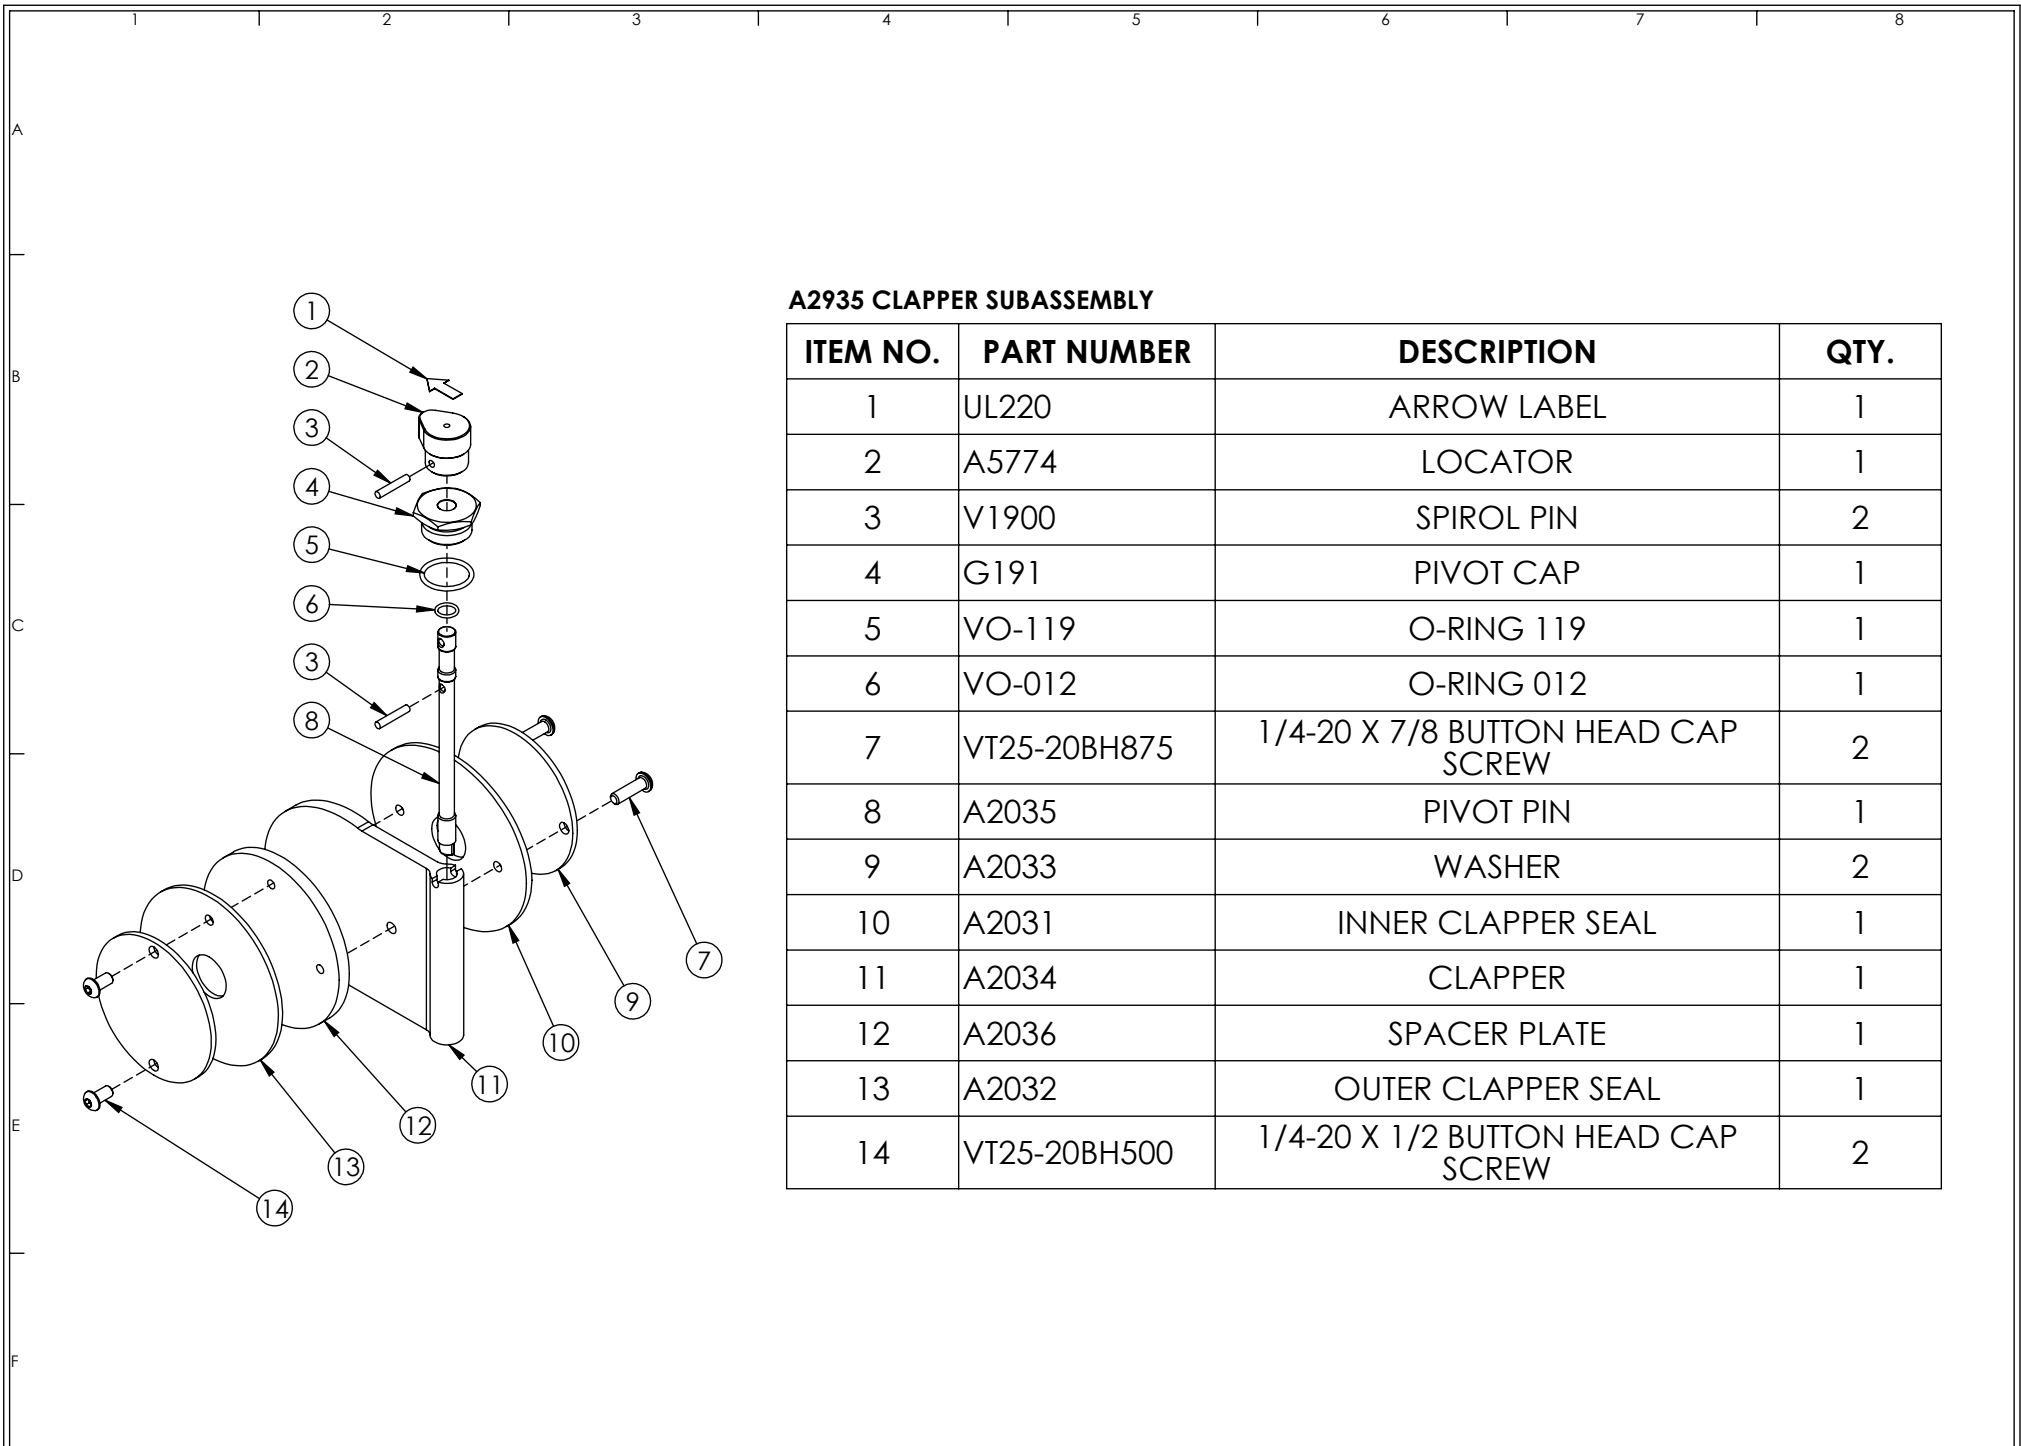 1 2 3 4 5 6 7 8
A
B
C
D
E
F
1
2
3
4
5
6
3
8
7
9
10
11
12
13
14
A2935 CLAPPER SUBASSEMBLY
ITEM NO. PART NUMBER DESCRIPTION QTY.
1 UL220 ARROW LABEL 1
2 A5774 LOCATOR 1
3 V1900 SPIROL PIN 2
4 G191 PIVOT CAP 1
5 VO-119 O-RING 119 1
6 VO-012 O-RING 012 1
7 VT25-20BH875 1/4-20 X 7/8 BUTTON HEAD CAP
SCREW 2
8 A2035 PIVOT PIN 1
9 A2033 WASHER 2
10 A2031 INNER CLAPPER SEAL 1
11 A2034 CLAPPER 1
12 A2036 SPACER PLATE 1
13 A2032 OUTER CLAPPER SEAL 1
14 VT25-20BH500 1/4-20 X 1/2 BUTTON HEAD CAP
SCREW 2